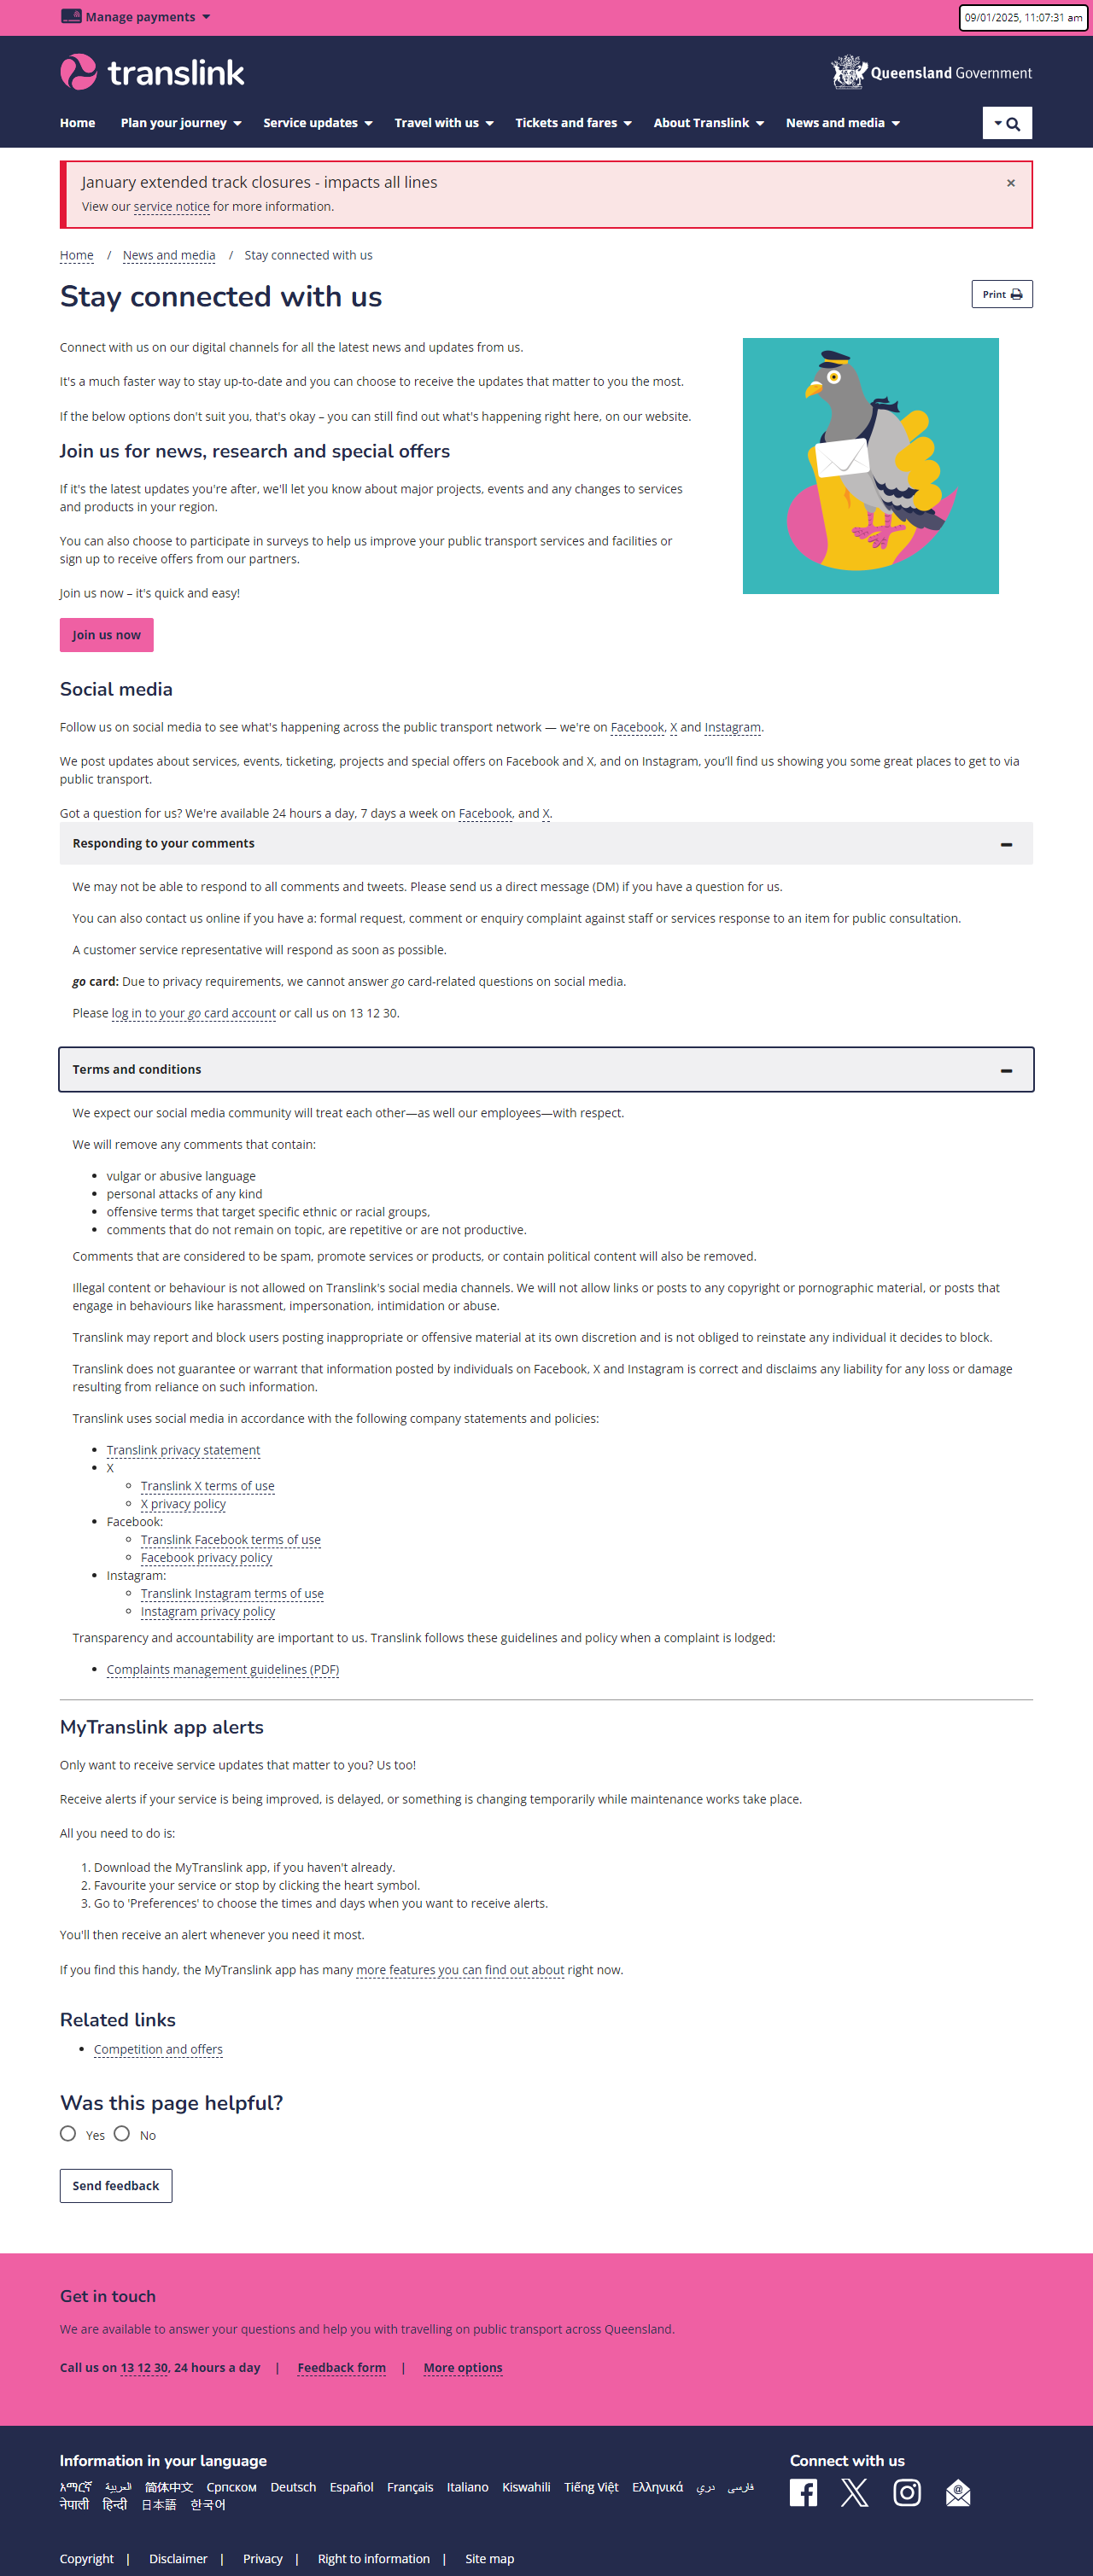 Manage payments
09/01/2025, 11:07:31 am
translink
Queensland Government
Home Plan your journey Service updates Travel with us Tickets and fares About Translink News and media
January extended track closures - impacts all lines
×
View our service notice for more information.
Home / News and media / Stay connected with us
Stay connected with us
Print
Connect with us on our digital channels for all the latest news and updates from us.
It's a much faster way to stay up-to-date and you can choose to receive the updates that matter to you the most.
If the below options don't suit you, that's okay – you can still find out what's happening right here, on our website.
Join us for news, research and special offers
If it's the latest updates you're after, we'll let you know about major projects, events and any changes to services
and products in your region.
You can also choose to participate in surveys to help us improve your public transport services and facilities or
sign up to receive offers from our partners.
Join us now – it's quick and easy!
Join us now
Social media
Follow us on social media to see what's happening across the public transport network — we're on Facebook, X and Instagram.
We post updates about services, events, ticketing, projects and special offers on Facebook and X, and on Instagram, you’ll find us showing you some great places to get to via
public transport.
Got a question for us? We're available 24 hours a day, 7 days a week on Facebook, and X.
Responding to your comments
We may not be able to respond to all comments and tweets. Please send us a direct message (DM) if you have a question for us.
You can also contact us online if you have a: formal request, comment or enquiry complaint against staff or services response to an item for public consultation.
A customer service representative will respond as soon as possible.
go card: Due to privacy requirements, we cannot answer go card-related questions on social media.
Please log in to your go card account or call us on 13 12 30.
Terms and conditions
We expect our social media community will treat each other—as well our employees—with respect.
We will remove any comments that contain:
• vulgar or abusive language
• personal attacks of any kind
• offensive terms that target specific ethnic or racial groups,
• comments that do not remain on topic, are repetitive or are not productive.
Comments that are considered to be spam, promote services or products, or contain political content will also be removed.
Illegal content or behaviour is not allowed on Translink's social media channels. We will not allow links or posts to any copyright or pornographic material, or posts that
engage in behaviours like harassment, impersonation, intimidation or abuse.
Translink may report and block users posting inappropriate or offensive material at its own discretion and is not obliged to reinstate any individual it decides to block.
Translink does not guarantee or warrant that information posted by individuals on Facebook, X and Instagram is correct and disclaims any liability for any loss or damage
resulting from reliance on such information.
Translink uses social media in accordance with the following company statements and policies:
• Translink privacy statement
• X
◦ Translink X terms of use
◦ X privacy policy
• Facebook:
◦ Translink Facebook terms of use
◦ Facebook privacy policy
• Instagram:
◦ Translink Instagram terms of use
◦ Instagram privacy policy
Transparency and accountability are important to us. Translink follows these guidelines and policy when a complaint is lodged:
• Complaints management guidelines (PDF)
MyTranslink app alerts
Only want to receive service updates that matter to you? Us too!
Receive alerts if your service is being improved, is delayed, or something is changing temporarily while maintenance works take place.
All you need to do is:
1. Download the MyTranslink app, if you haven't already.
2. Favourite your service or stop by clicking the heart symbol.
3. Go to 'Preferences' to choose the times and days when you want to receive alerts.
You'll then receive an alert whenever you need it most.
If you find this handy, the MyTranslink app has many more features you can find out about right now.
Related links
• Competition and offers
Was this page helpful?
Yes No
Send feedback
Get in touch
We are available to answer your questions and help you with travelling on public transport across Queensland.
Call us on 13 12 30, 24 hours a day | Feedback form | More options
Information in your language
Connect with us
አማርኛ العربية 简体中文 Српском Deutsch Español Français Italiano Kiswahili Tiếng Việt Ελληνικά دري فارسی
नेपाली हिन्दी 日本語 한국어
Copyright | Disclaimer | Privacy | Right to information | Site map